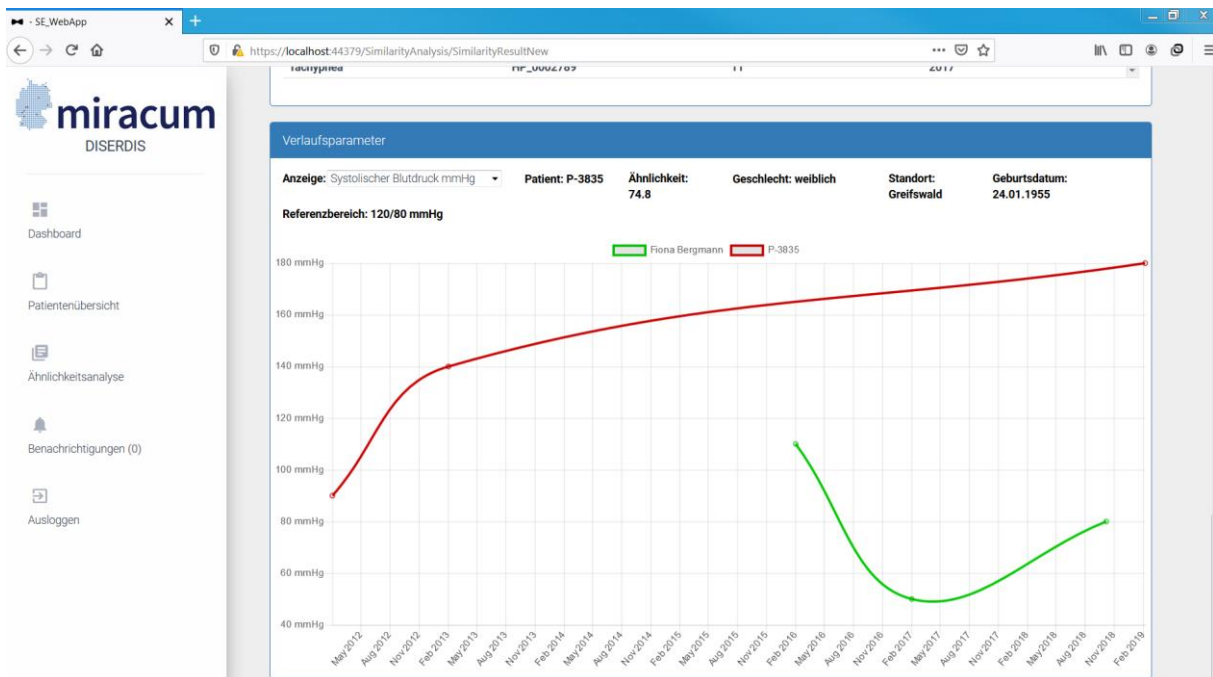 - SE_WebApp
https://localhost:44379/SimilarityAnalysis/SimilarityResultNew
miracum
DISERDIS
Dashboard
Patientenübersicht
Ähnlichkeitsanalyse
Benachrichtigungen (0)
Ausloggen
Tachypnea HP_0002789 11 2017
Verlaufsparameter
Anzeige: Systolischer Blutdruck mmHg Patient: P-3835 Ähnlichkeit: 74.8 Geschlecht: weiblich Standort: Greifswald Geburtsdatum: 24.01.1955
Referenzbereich: 120/80 mmHg
Fiona Bergmann P-3835
180 mmHg
160 mmHg
140 mmHg
120 mmHg
100 mmHg
80 mmHg
60 mmHg
40 mmHg
May 2012 Aug 2012 Nov 2012 Feb 2013 May 2013 Aug 2013 Nov 2013 Feb 2014 May 2014 Aug 2014 Nov 2014 Feb 2015 May 2015 Aug 2015 Nov 2015 Feb 2016 May 2016 Aug 2016 Nov 2016 Feb 2017 May 2017 Aug 2017 Nov 2017 Feb 2018 May 2018 Aug 2018 Nov 2018 Feb 2019